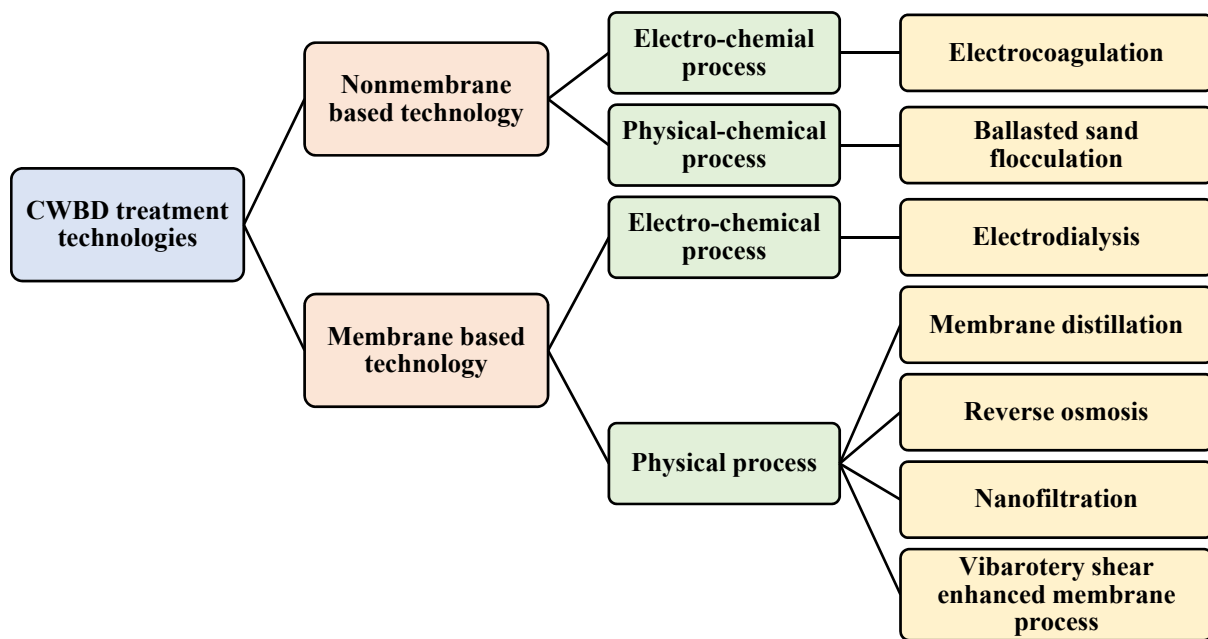 CWBD treatment
technologies
Nonmembrane
based technology
Membrane based
technology
Electro-chemial
process
Physical-chemical
process
Electro-chemical
process
Physical process
Electrocoagulation
Ballasted sand
flocculation
Electrodialysis
Membrane distillation
Reverse osmosis
Nanofiltration
Vibarotery shear
enhanced membrane
process